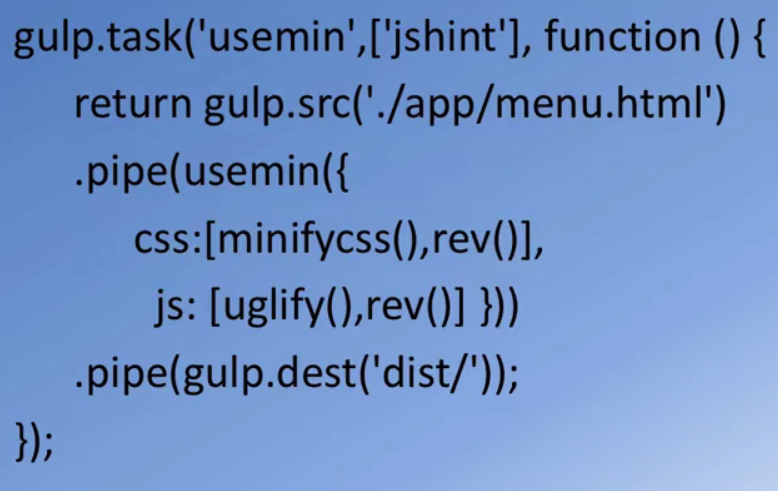 gulp.task('usemin',['jshint'], function () {
return gulp.src('./app/menu.html')
.pipe(usemin({
css:[minifycss(),rev()],
js: [uglify(),rev()] }))
.pipe(gulp.dest('dist/'));
});